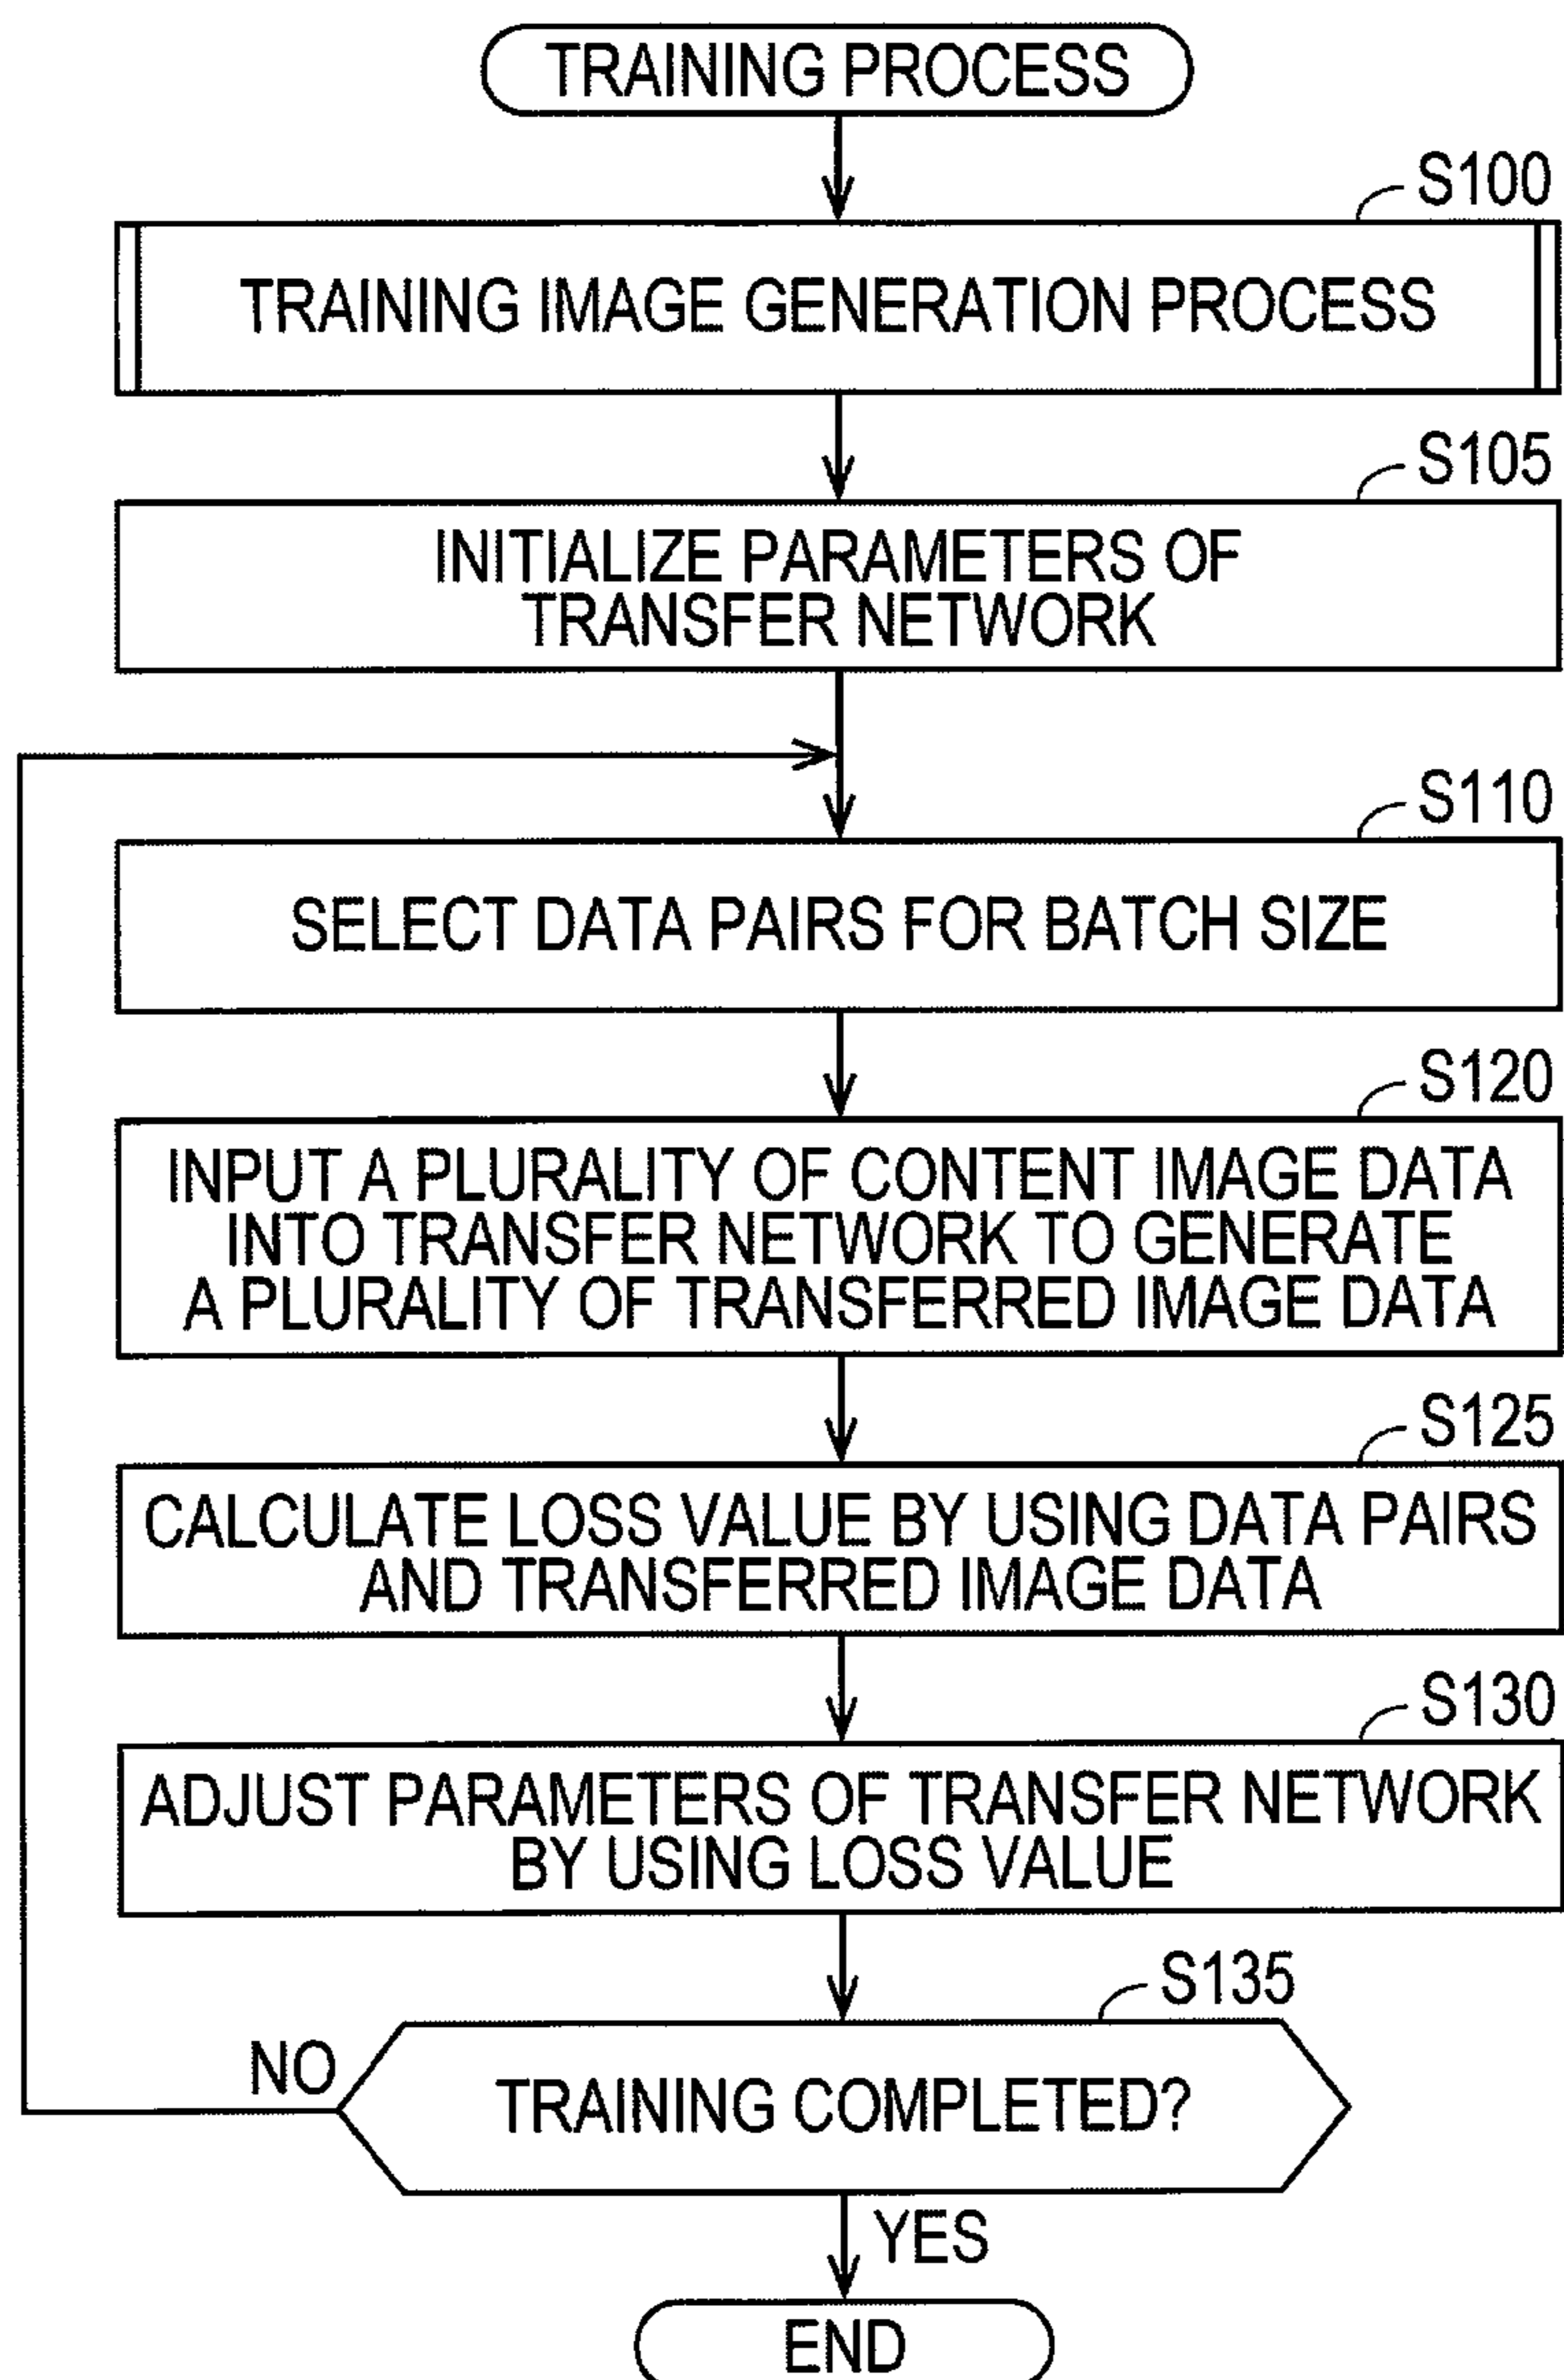 TRAINING PROCESS
S100
TRAINING IMAGE GENERATION PROCESS
S105
INITIALIZE PARAMETERS OF
TRANSFER NETWORK
S110
SELECT DATA PAIRS FOR BATCH SIZE
S120
INPUT A PLURALITY OF CONTENT IMAGE DATA
INTO TRANSFER NETWORK TO GENERATE
A PLURALITY OF TRANSFERRED IMAGE DATA
S125
CALCULATE LOSS VALUE BY USING DATA PAIRS
AND TRANSFERRED IMAGE DATA
S130
ADJUST PARAMETERS OF TRANSFER NETWORK
BY USING LOSS VALUE
S135
NO
TRAINING COMPLETED?
YES
END